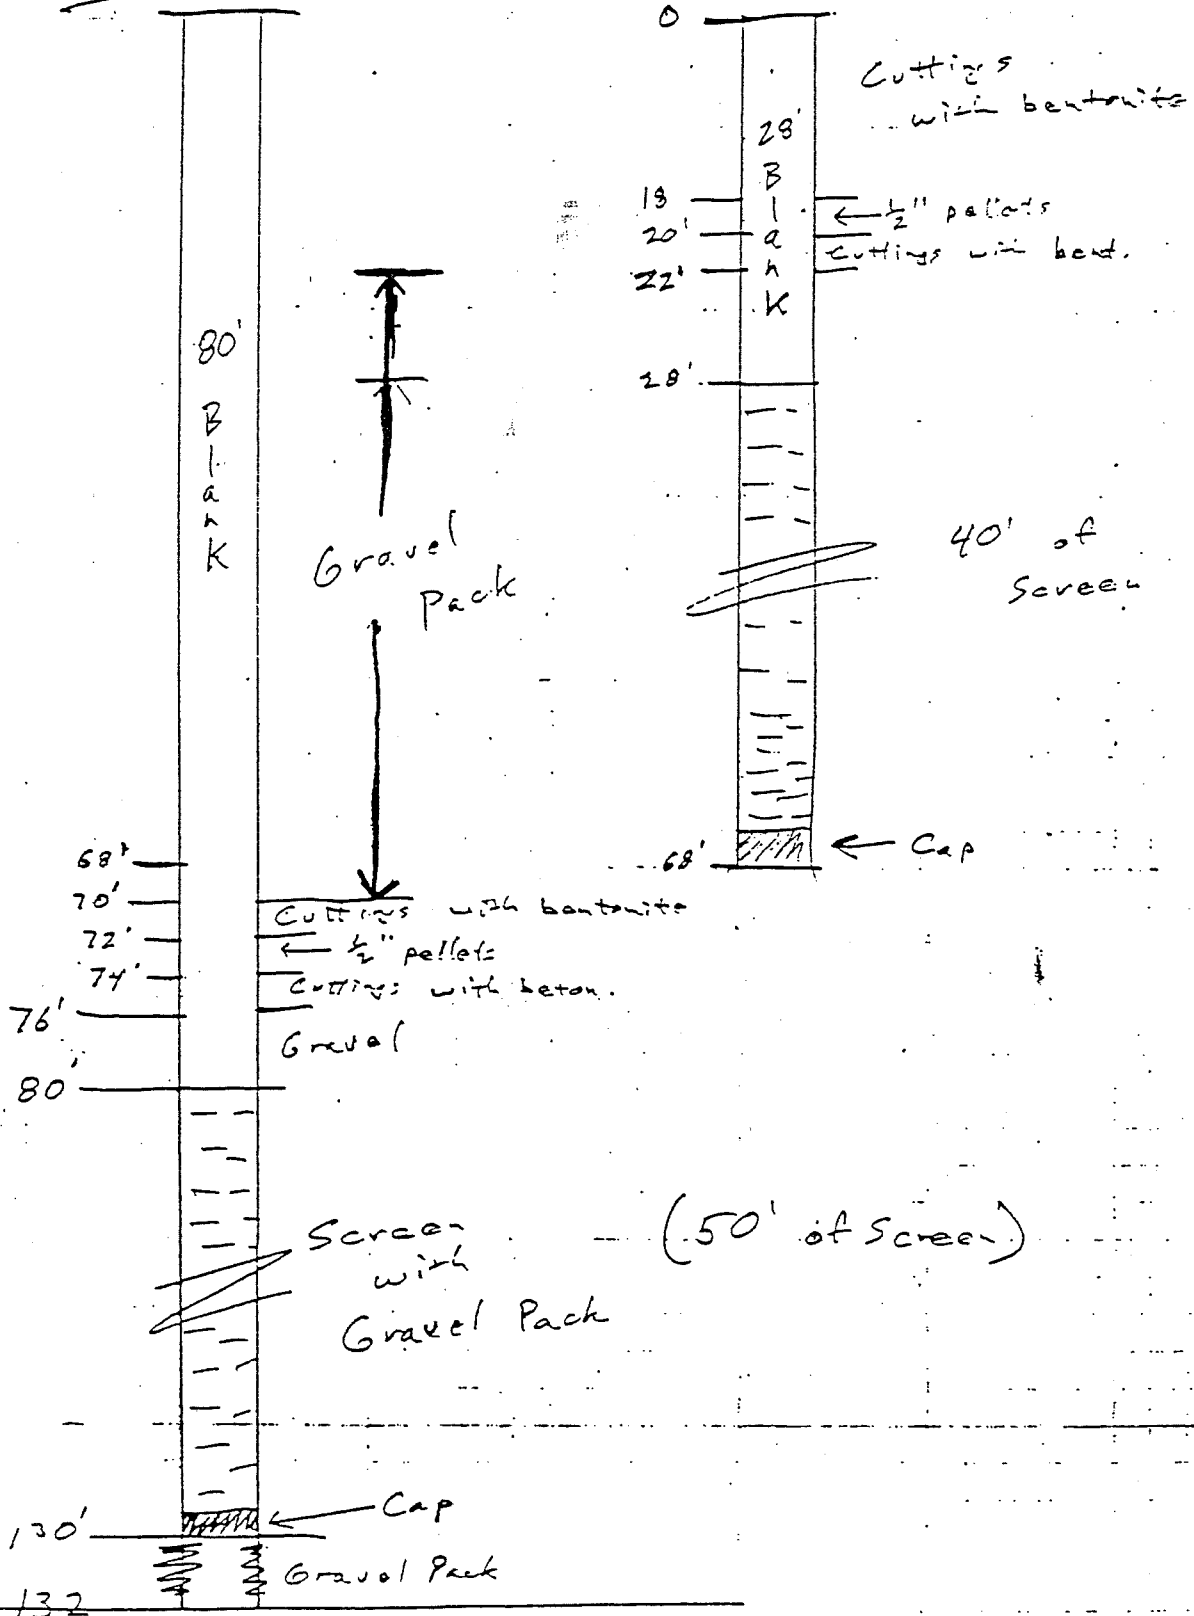 0
Cuttings
with bentonite
28'
B
l
a
n
K
18
20'
22'
1/2" pellets
Cuttings with bent.
28'
40' of
Screen
Cap
68'
80'
B
l
a
n
K
Gravel
Pack
68'
70'
72'
74'
76'
80'
Cuttings with bentonite
1/2" pellets
Cuttings with beton.
Gravel
Screen
with
Gravel Pack
(50' of Screen)
Cap
130'
Gravel Pack
132